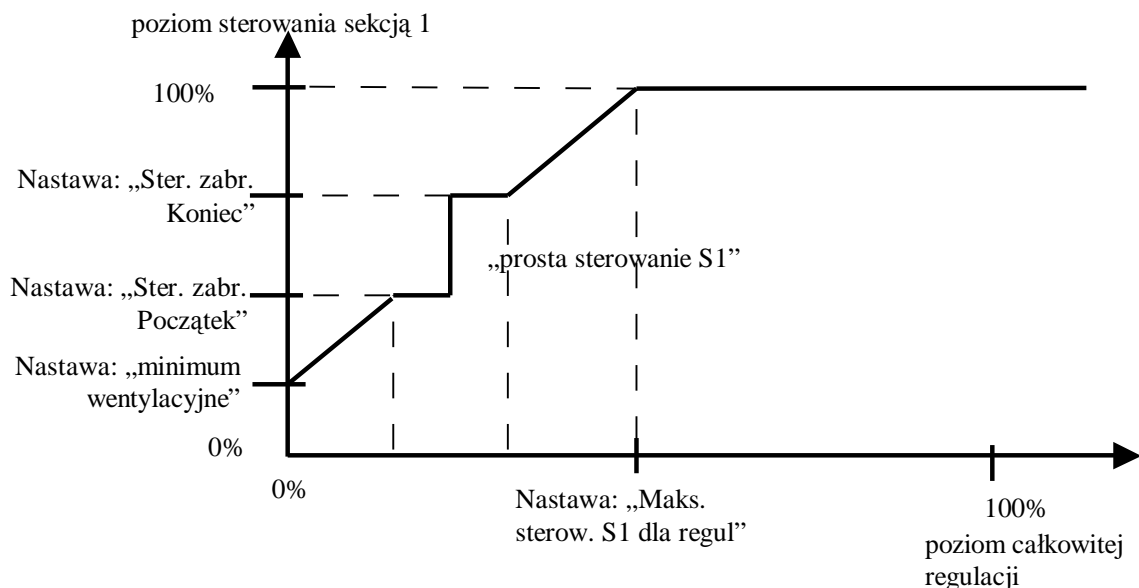 poziom sterowania sekcją 1
100%
Nastawa: „Ster. zabr.
Koniec”
„prosta sterowanie S1”
Nastawa: „Ster. zabr.
Początek”
Nastawa: „minimum
wentylacyjne”
0%
0%
Nastawa: „Maks.
sterow. S1 dla regul”
100%
poziom całkowitej
regulacji